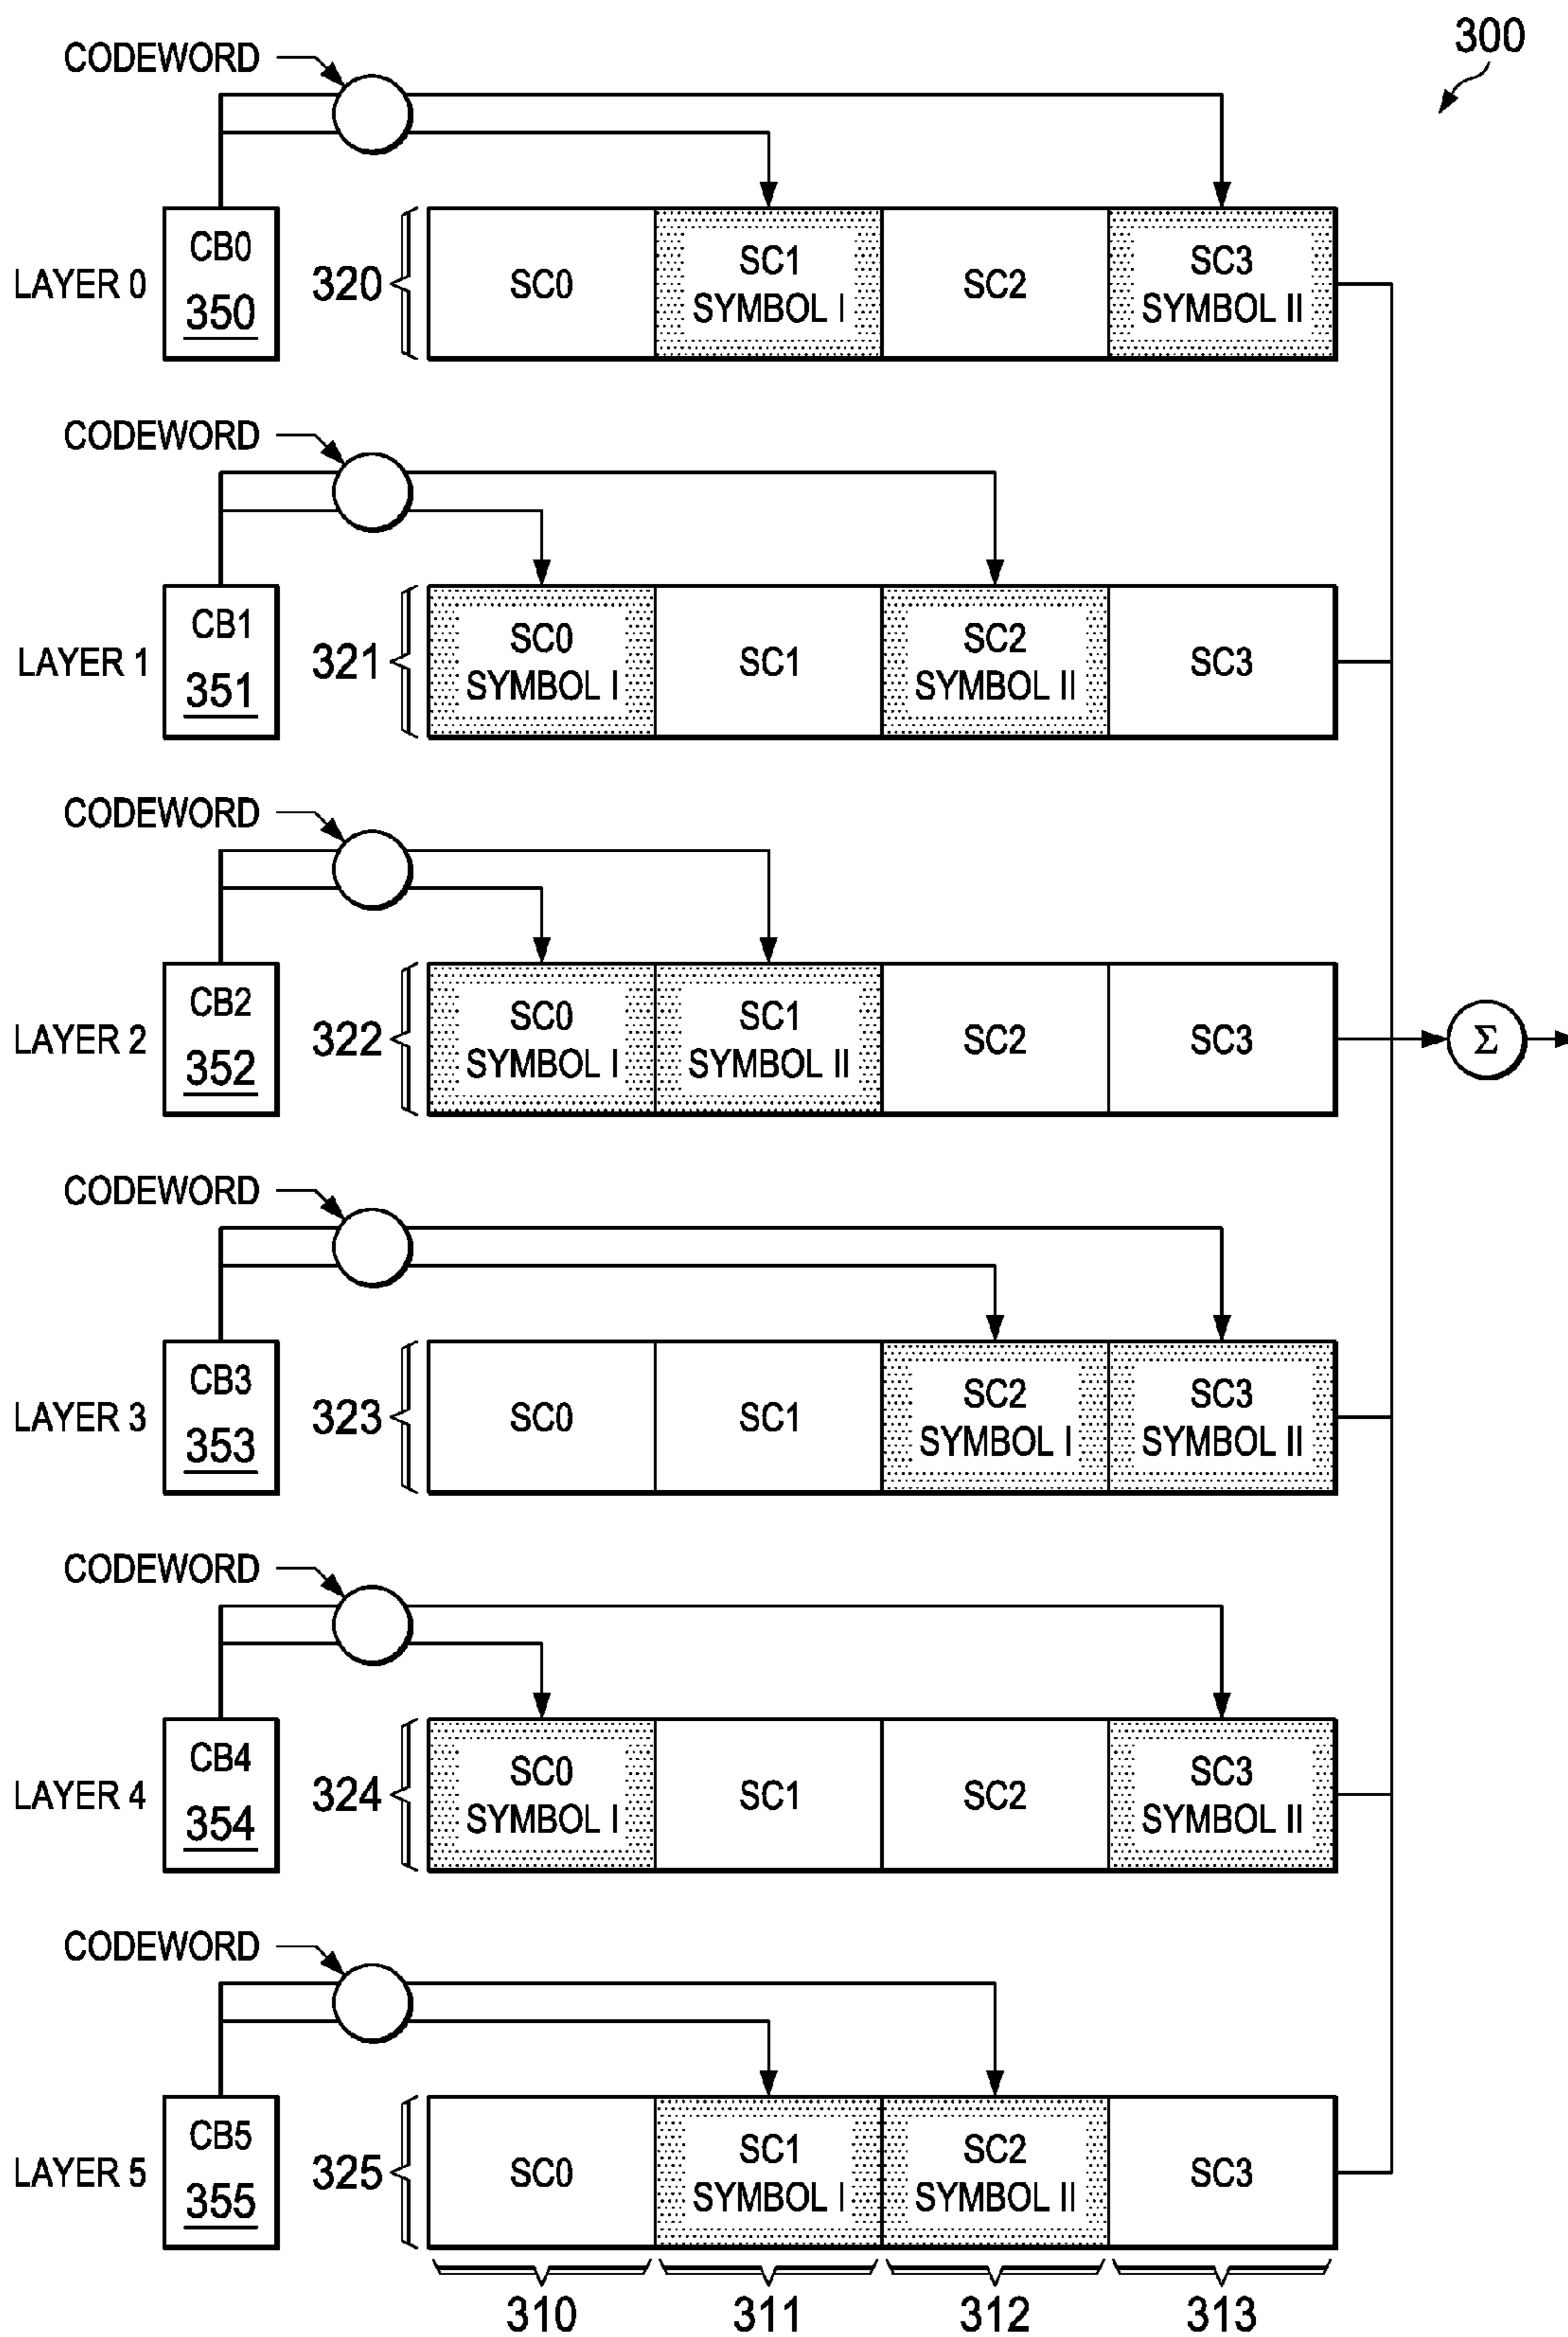 300
CODEWORD
LAYER 0
CB0
350
320
SC0
SC1
SYMBOL I
SC2
SC3
SYMBOL II
CODEWORD
LAYER 1
CB1
351
321
SC0
SYMBOL I
SC1
SC2
SYMBOL II
SC3
CODEWORD
LAYER 2
CB2
352
322
SC0
SYMBOL I
SC1
SYMBOL II
SC2
SC3
Σ
CODEWORD
LAYER 3
CB3
353
323
SC0
SC1
SC2
SYMBOL I
SC3
SYMBOL II
CODEWORD
LAYER 4
CB4
354
324
SC0
SYMBOL I
SC1
SC2
SC3
SYMBOL II
CODEWORD
LAYER 5
CB5
355
325
SC0
SC1
SYMBOL I
SC2
SYMBOL II
SC3
310
311
312
313